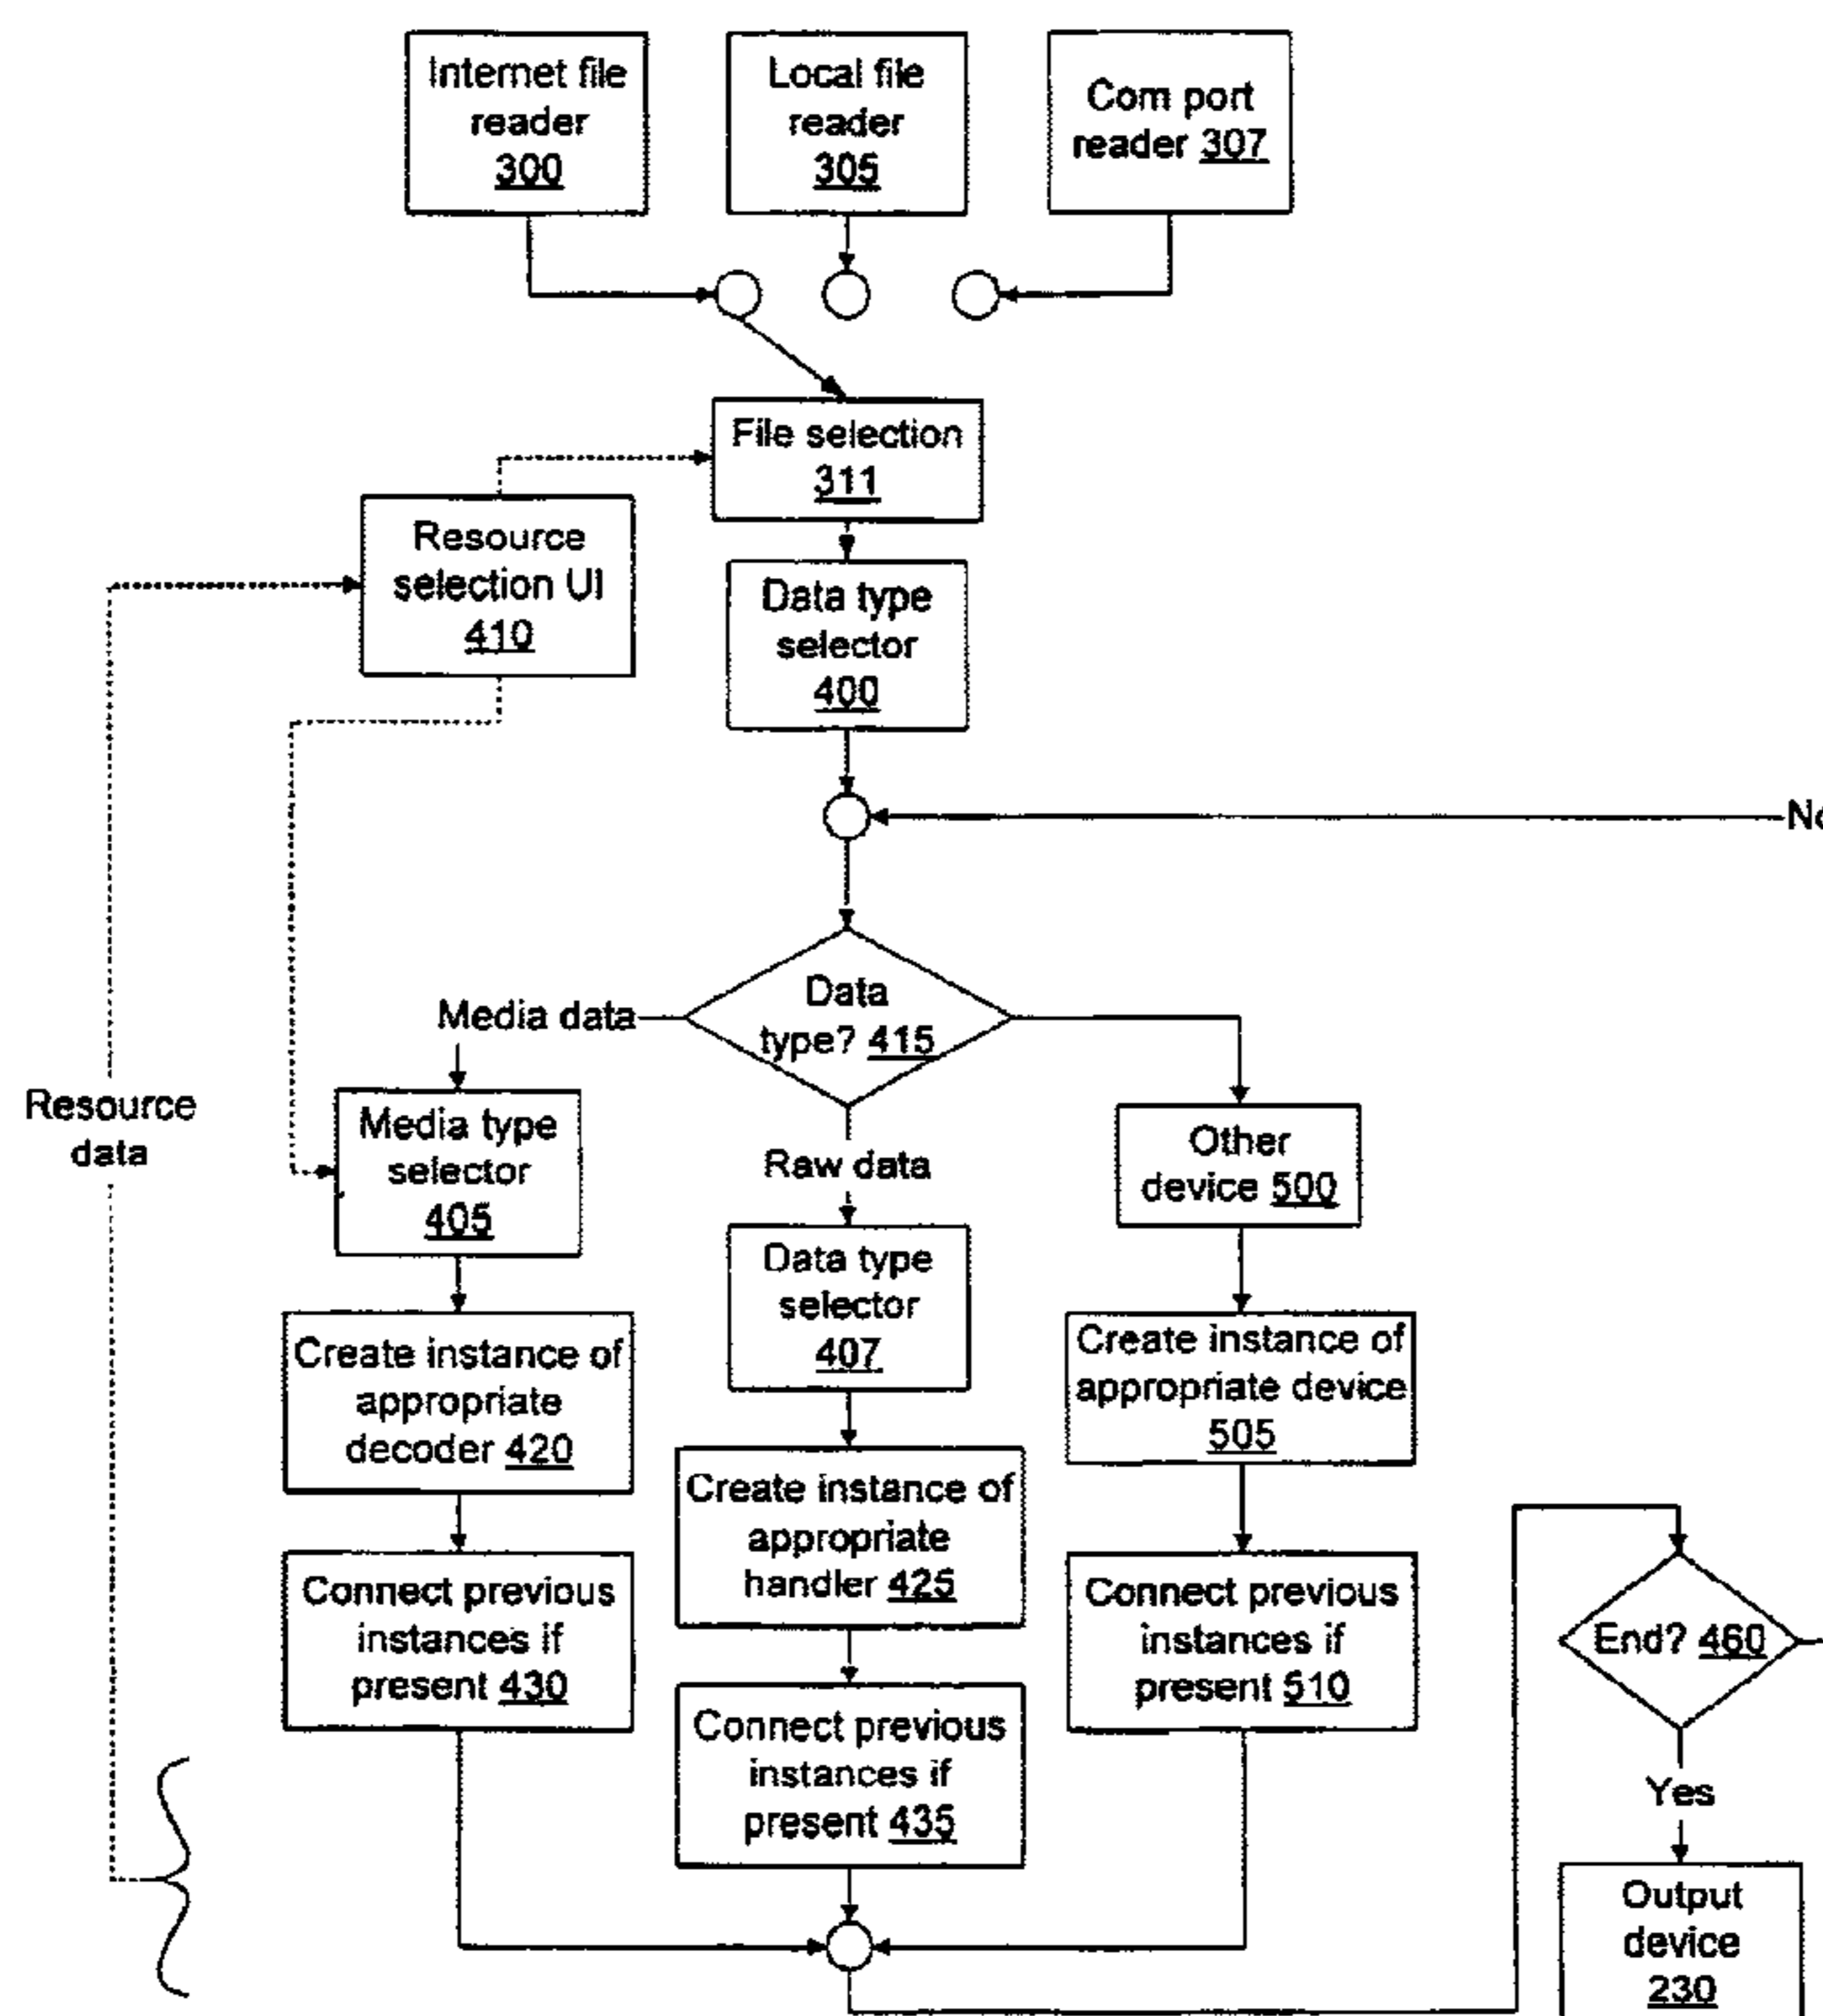 Internet file
reader
300
Local file
reader
305
Com port
reader 307
File selection
311
Resource
selection UI
410
Data type
selector
400
No
Data
type? 415
Media data
Resource
data
Media type
selector
405
Raw data
Other
device 500
Data type
selector
407
Create instance of
appropriate
decoder 420
Create instance of
appropriate device
505
Create instance of
appropriate
handler 425
Connect previous
instances if
present 430
Connect previous
instances if
present 510
End? 460
Connect previous
instances if
present 435
Yes
Output
device
230